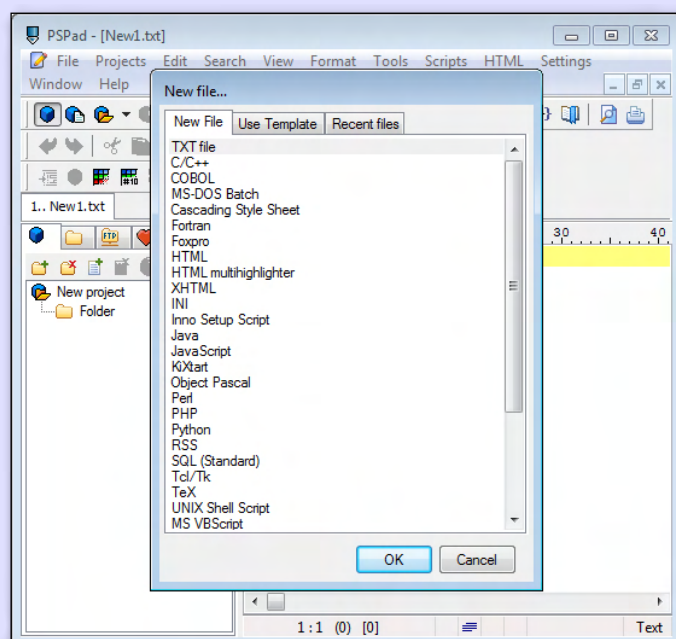 PSPad - [New1.txt]
File Projects Edit Search View Format Tools Scripts HTML Settings
Window Help
New file...
New File Use Template Recent files
TXT file
C/C++
COBOL
MS-DOS Batch
Cascading Style Sheet
Fortran
Foxpro
HTML
HTML multihighlighter
XHTML
INI
Inno Setup Script
Java
JavaScript
KiXtart
Object Pascal
Perl
PHP
Python
RSS
SQL (Standard)
Tcl/Tk
TeX
UNIX Shell Script
MS VBScript
OK Cancel
#10
1.. New1.txt
FTP
30 40
New project
Folder
1:1 (0) [0] Text